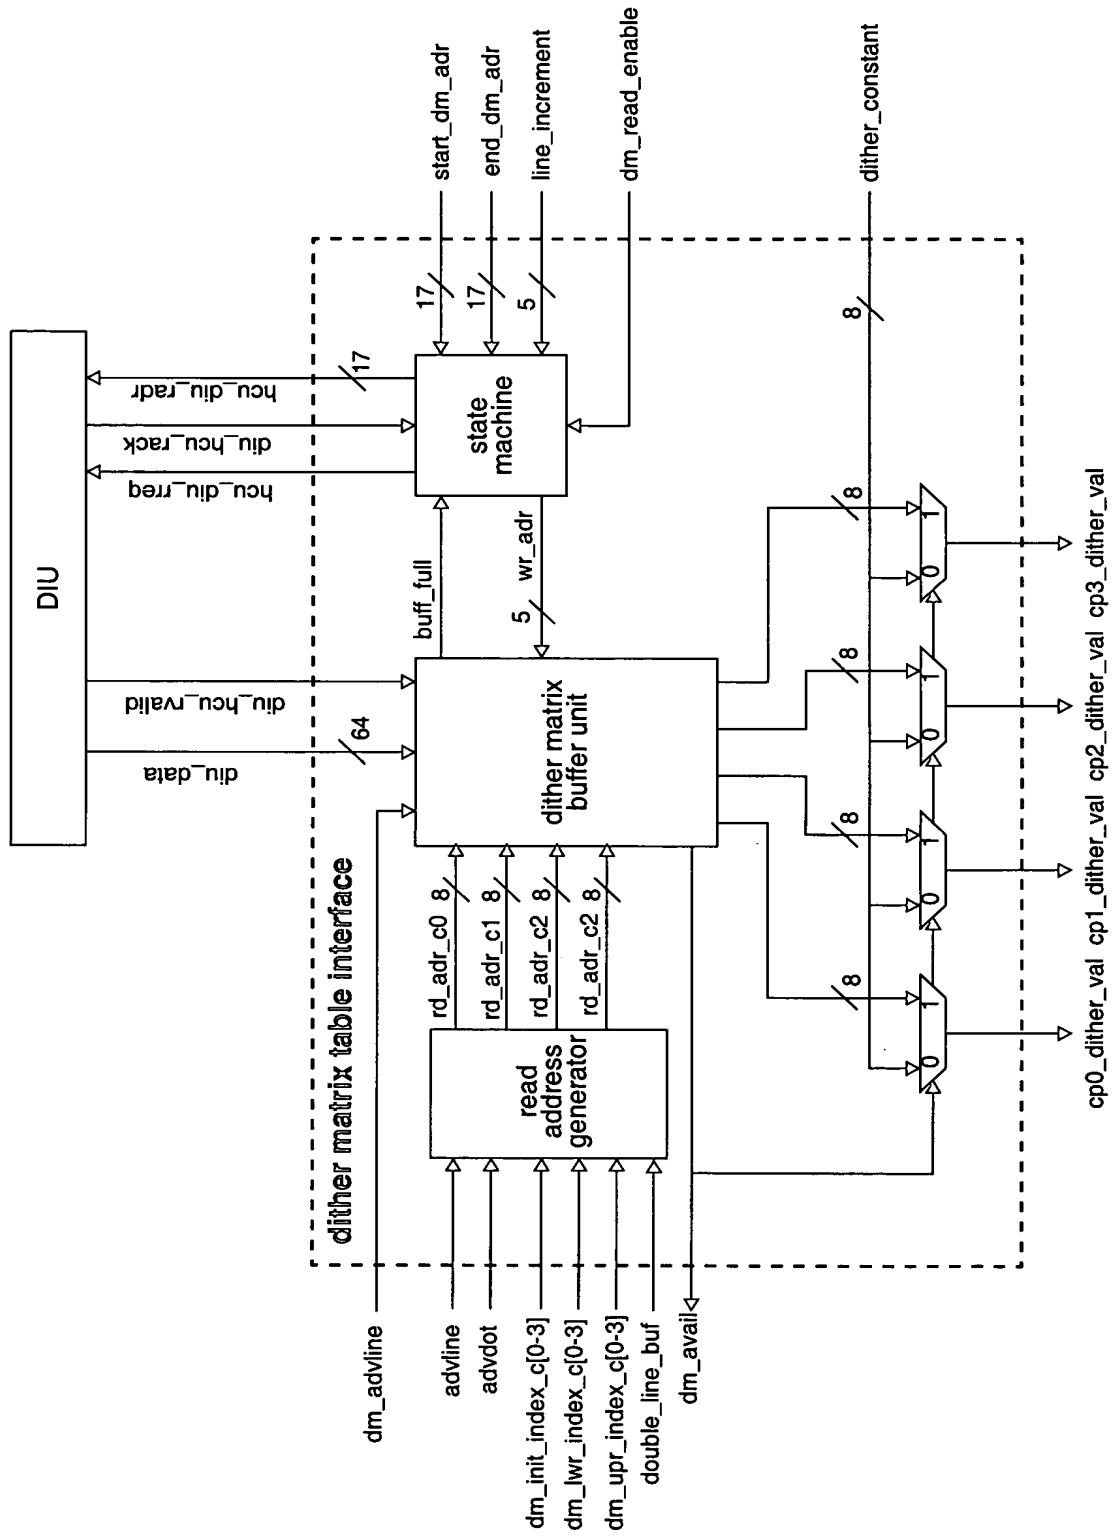 DIU
hcu_diu_radr
17
diu_hcu_rack
hcu_diu_rreq
diu_hcu_rvalid
diu_data
64
dither matrix table interface
dm_advline
advline
advdot
dm_init_index_c[0-3]
dm_lwr_index_c[0-3]
dm_upr_index_c[0-3]
double_line_buf
dm_avail
read
address
generator
rd_adr_c0
8
rd_adr_c1
8
rd_adr_c2
8
rd_adr_c2
8
dither matrix
buffer unit
buff_full
wr_adr
5
state
machine
start_dm_adr
17
end_dm_adr
17
line_increment
5
dm_read_enable
dither_constant
8
8
8
8
8
0 1
0 1
0 1
0 1
cp0_dither_val
cp1_dither_val
cp2_dither_val
cp3_dither_val